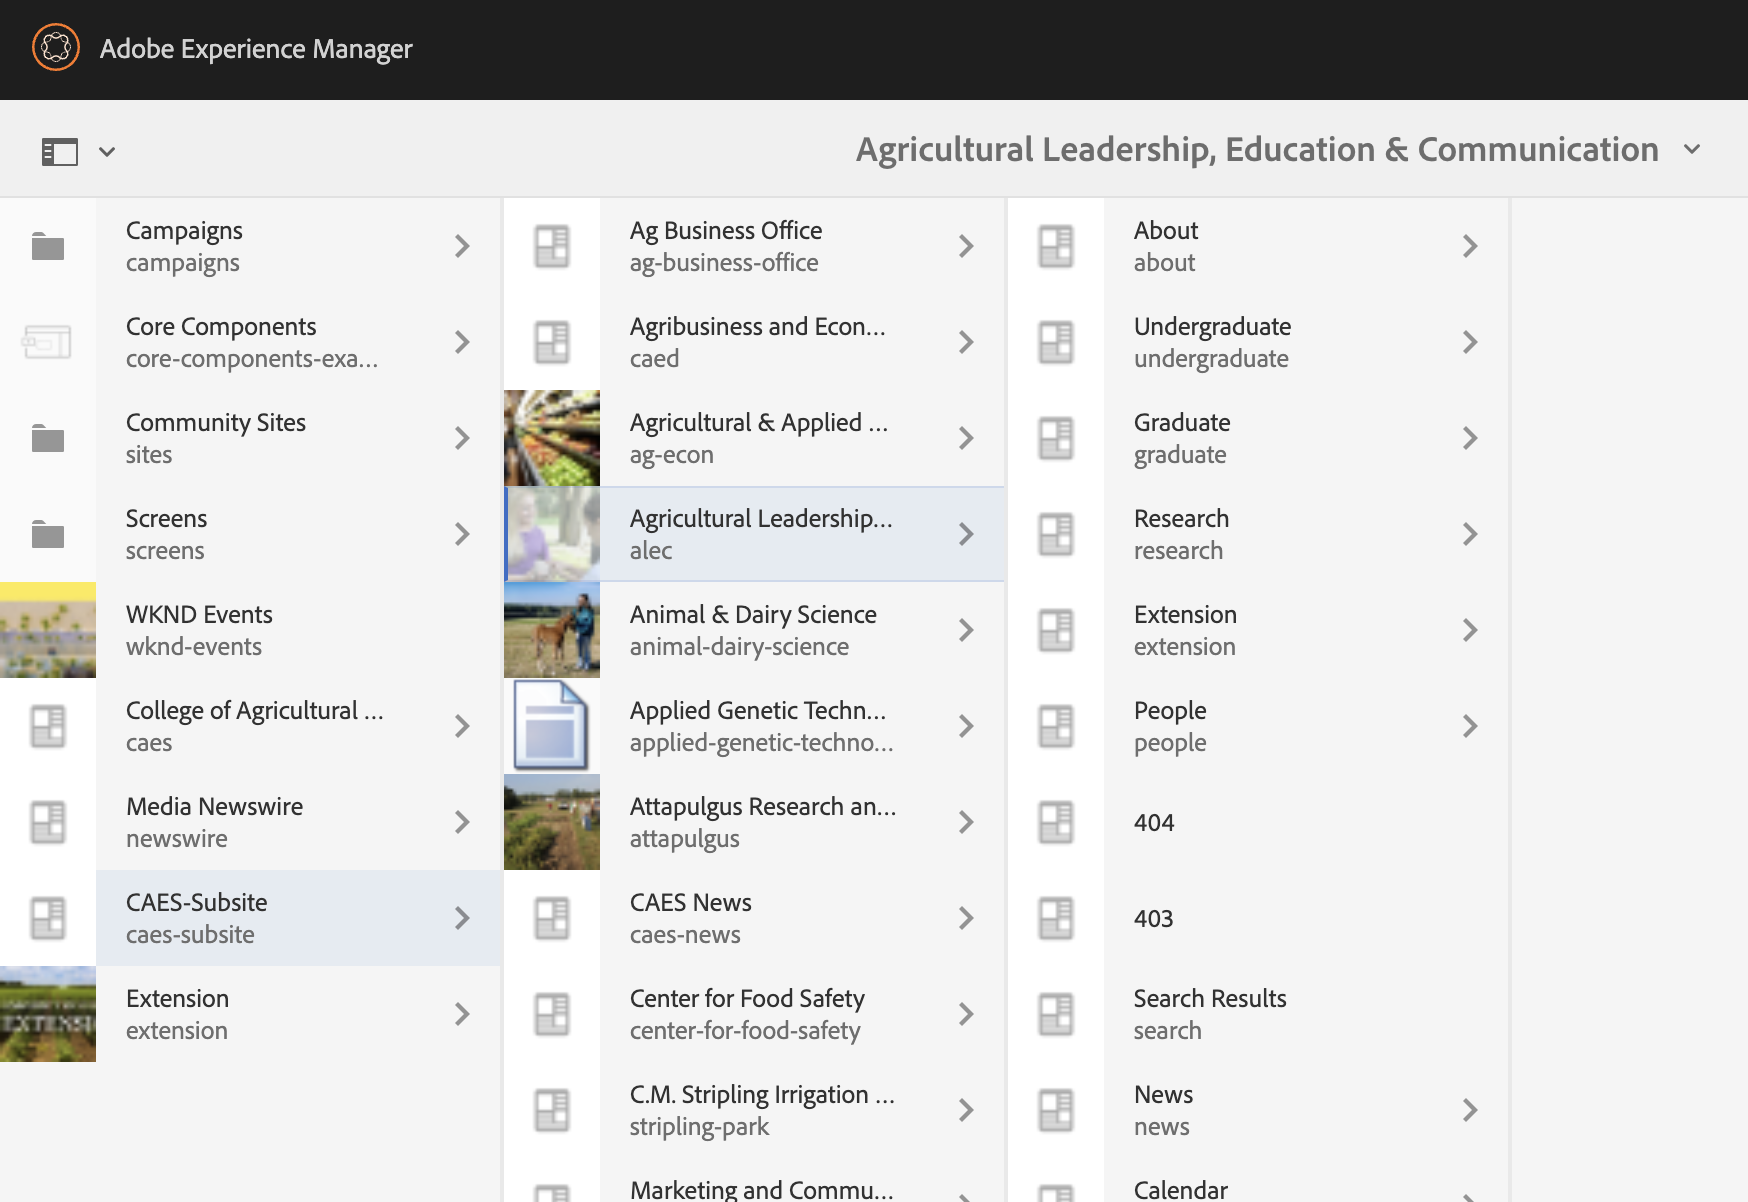 Adobe Experience Manager
Agricultural Leadership, Education & Communication
Campaigns
campaigns
Core Components
core-components-exa...
Community Sites
sites
Screens
screens
WKND Events
wknd-events
College of Agricultural ...
caes
Media Newswire
newswire
CAES-Subsite
caes-subsite
EXTENSI
Extension
extension
Ag Business Office
ag-business-office
Agribusiness and Econ...
caed
Agricultural & Applied ...
ag-econ
Agricultural Leadership...
alec
Animal & Dairy Science
animal-dairy-science
Applied Genetic Techn...
applied-genetic-techno...
Attapulgus Research an...
attapulgus
CAES News
caes-news
Center for Food Safety
center-for-food-safety
C.M. Stripling Irrigation ...
stripling-park
Marketing and Commu...
About
about
Undergraduate
undergraduate
Graduate
graduate
Research
research
Extension
extension
People
people
404
403
Search Results
search
News
news
Calendar